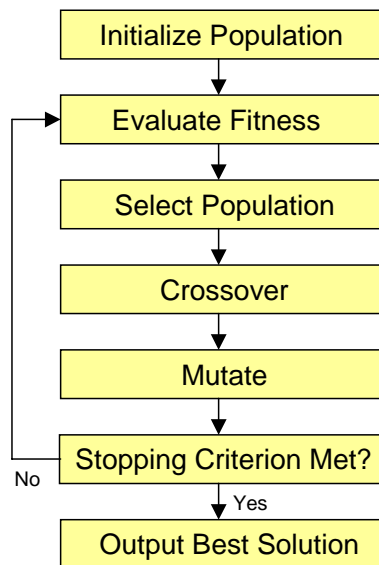 Initialize Population
Evaluate Fitness
Select Population
Crossover
Mutate
Stopping Criterion Met?
No
Yes
Output Best Solution